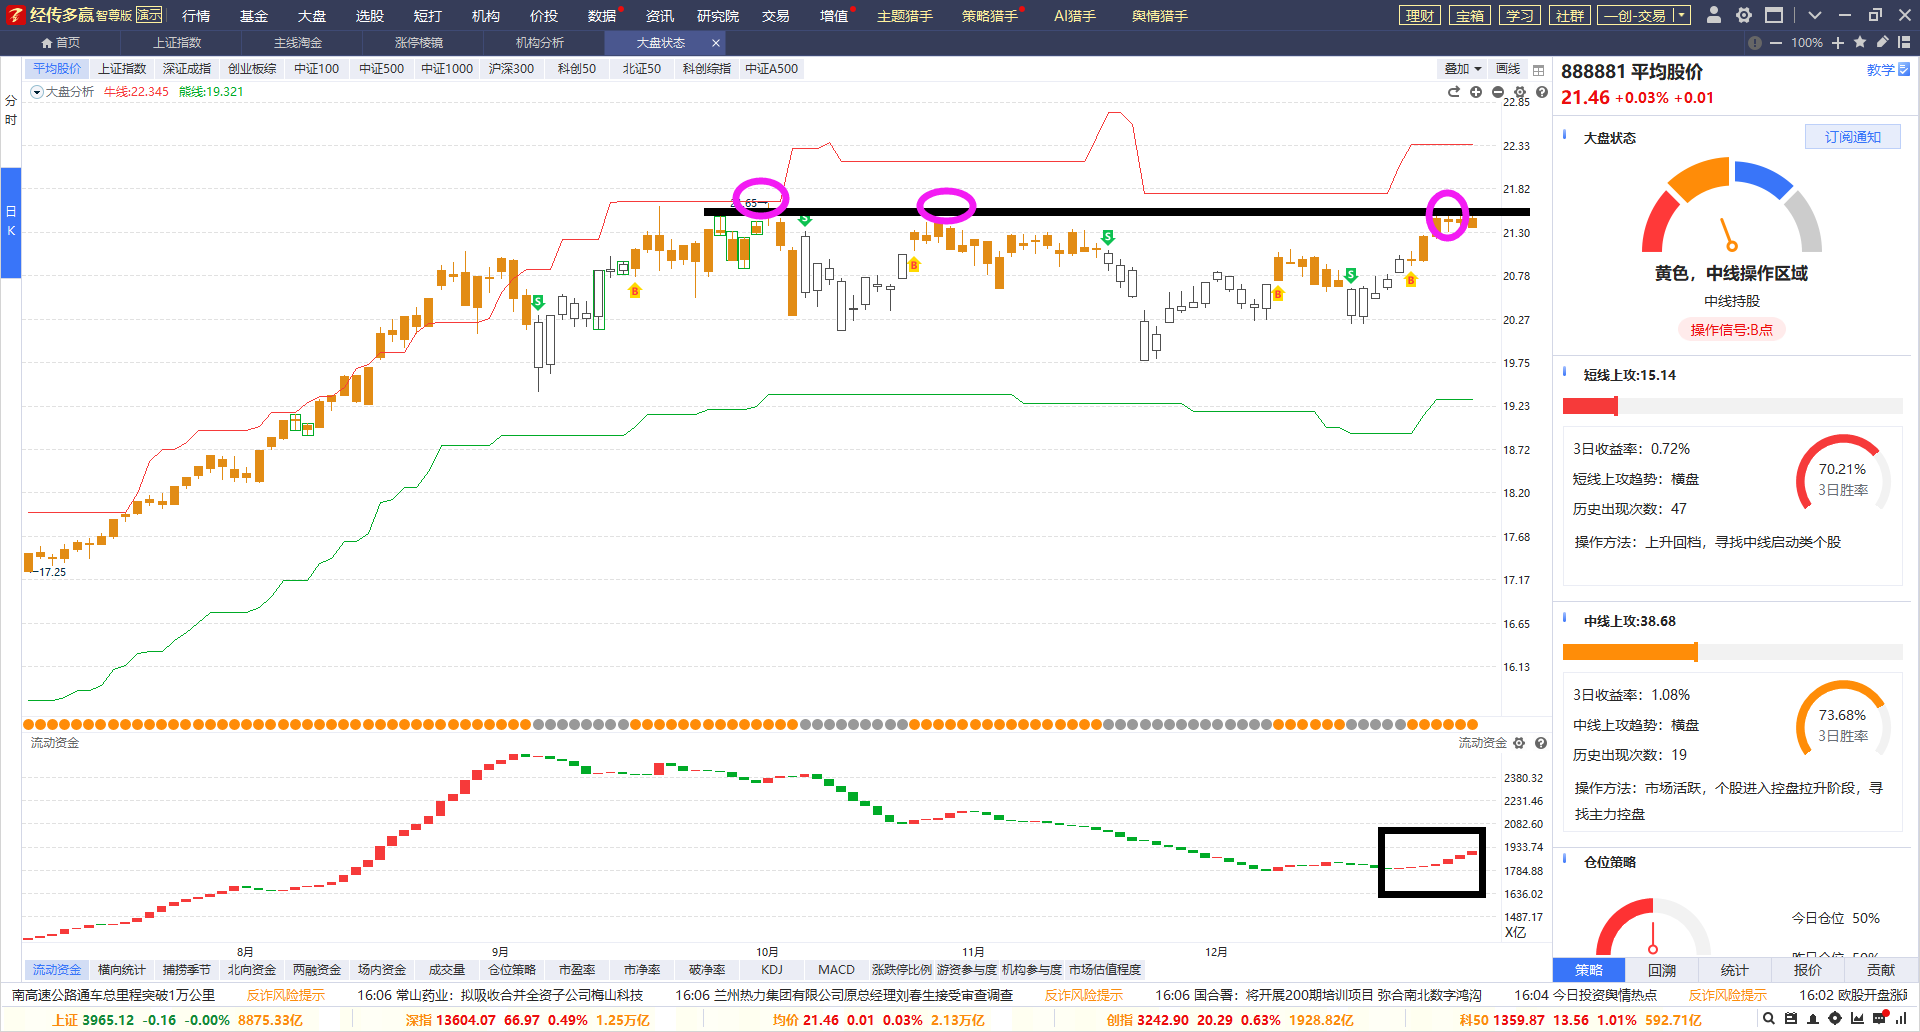 经传多赢 智尊版 演示 行情 基金 大盘 选股 短打 机构 价投 数据 资讯 研究院 交易 增值 主题猎手 策略猎手 AI猎手 舆情猎手 理财 宝箱 学习 社群 一创-交易
首页 上证指数 主线淘金 涨停棱镜 机构分析 大盘状态 × 100%
平均股价 上证指数 深证成指 创业板综 中证100 中证500 中证1000 沪深300 科创50 北证50 科创综指 中证A500 叠加 画线
分时
日K
大盘分析 牛线:22.345 熊线:19.321
22.85
22.33
21.82
21.30
20.78
20.27
19.75
19.23
18.72
18.20
17.68
17.17
16.65
16.13
65
17.25
S B S B S B S B
流动资金 流动资金
2380.32
2231.46
2082.60
1933.74
1784.88
1636.02
1487.17
X亿
8月 9月 10月 11月 12月
流动资金 横向统计 捕捞季节 北向资金 两融资金 场内资金 成交量 仓位策略 市盈率 市净率 破净率 KDJ MACD 涨跌停比例 游资参与度 机构参与度 市场估值程度
888881 平均股价 教学
21.46 +0.03% +0.01
大盘状态 订阅通知
黄色，中线操作区域
中线持股
操作信号:B点
短线上攻:15.14
3日收益率：0.72%
短线上攻趋势：横盘
历史出现次数：47
70.21%
3日胜率
操作方法：上升回档，寻找中线启动类个股
中线上攻:38.68
3日收益率：1.08%
中线上攻趋势：横盘
历史出现次数：19
73.68%
3日胜率
操作方法：市场活跃，个股进入控盘拉升阶段，寻
找主力控盘
仓位策略
今日仓位 50%
昨日仓位 50%
策略 回溯 统计 报价 贡献
南高速公路通车总里程突破1万公里 反诈风险提示 16:06 常山药业：拟吸收合并全资子公司梅山科技 16:06 兰州热力集团有限公司原总经理刘春生接受审查调查 反诈风险提示 16:06 国合署：将开展200期培训项目 弥合南北数字鸿沟 16:04 今日投资舆情热点 反诈风险提示 16:02 欧股开盘涨跌
上证 3965.12 -0.16 -0.00% 8875.33亿 深指 13604.07 66.97 0.49% 1.25万亿 均价 21.46 0.01 0.03% 2.13万亿 创指 3242.90 20.29 0.63% 1928.82亿 科50 1359.87 13.56 1.01% 592.71亿